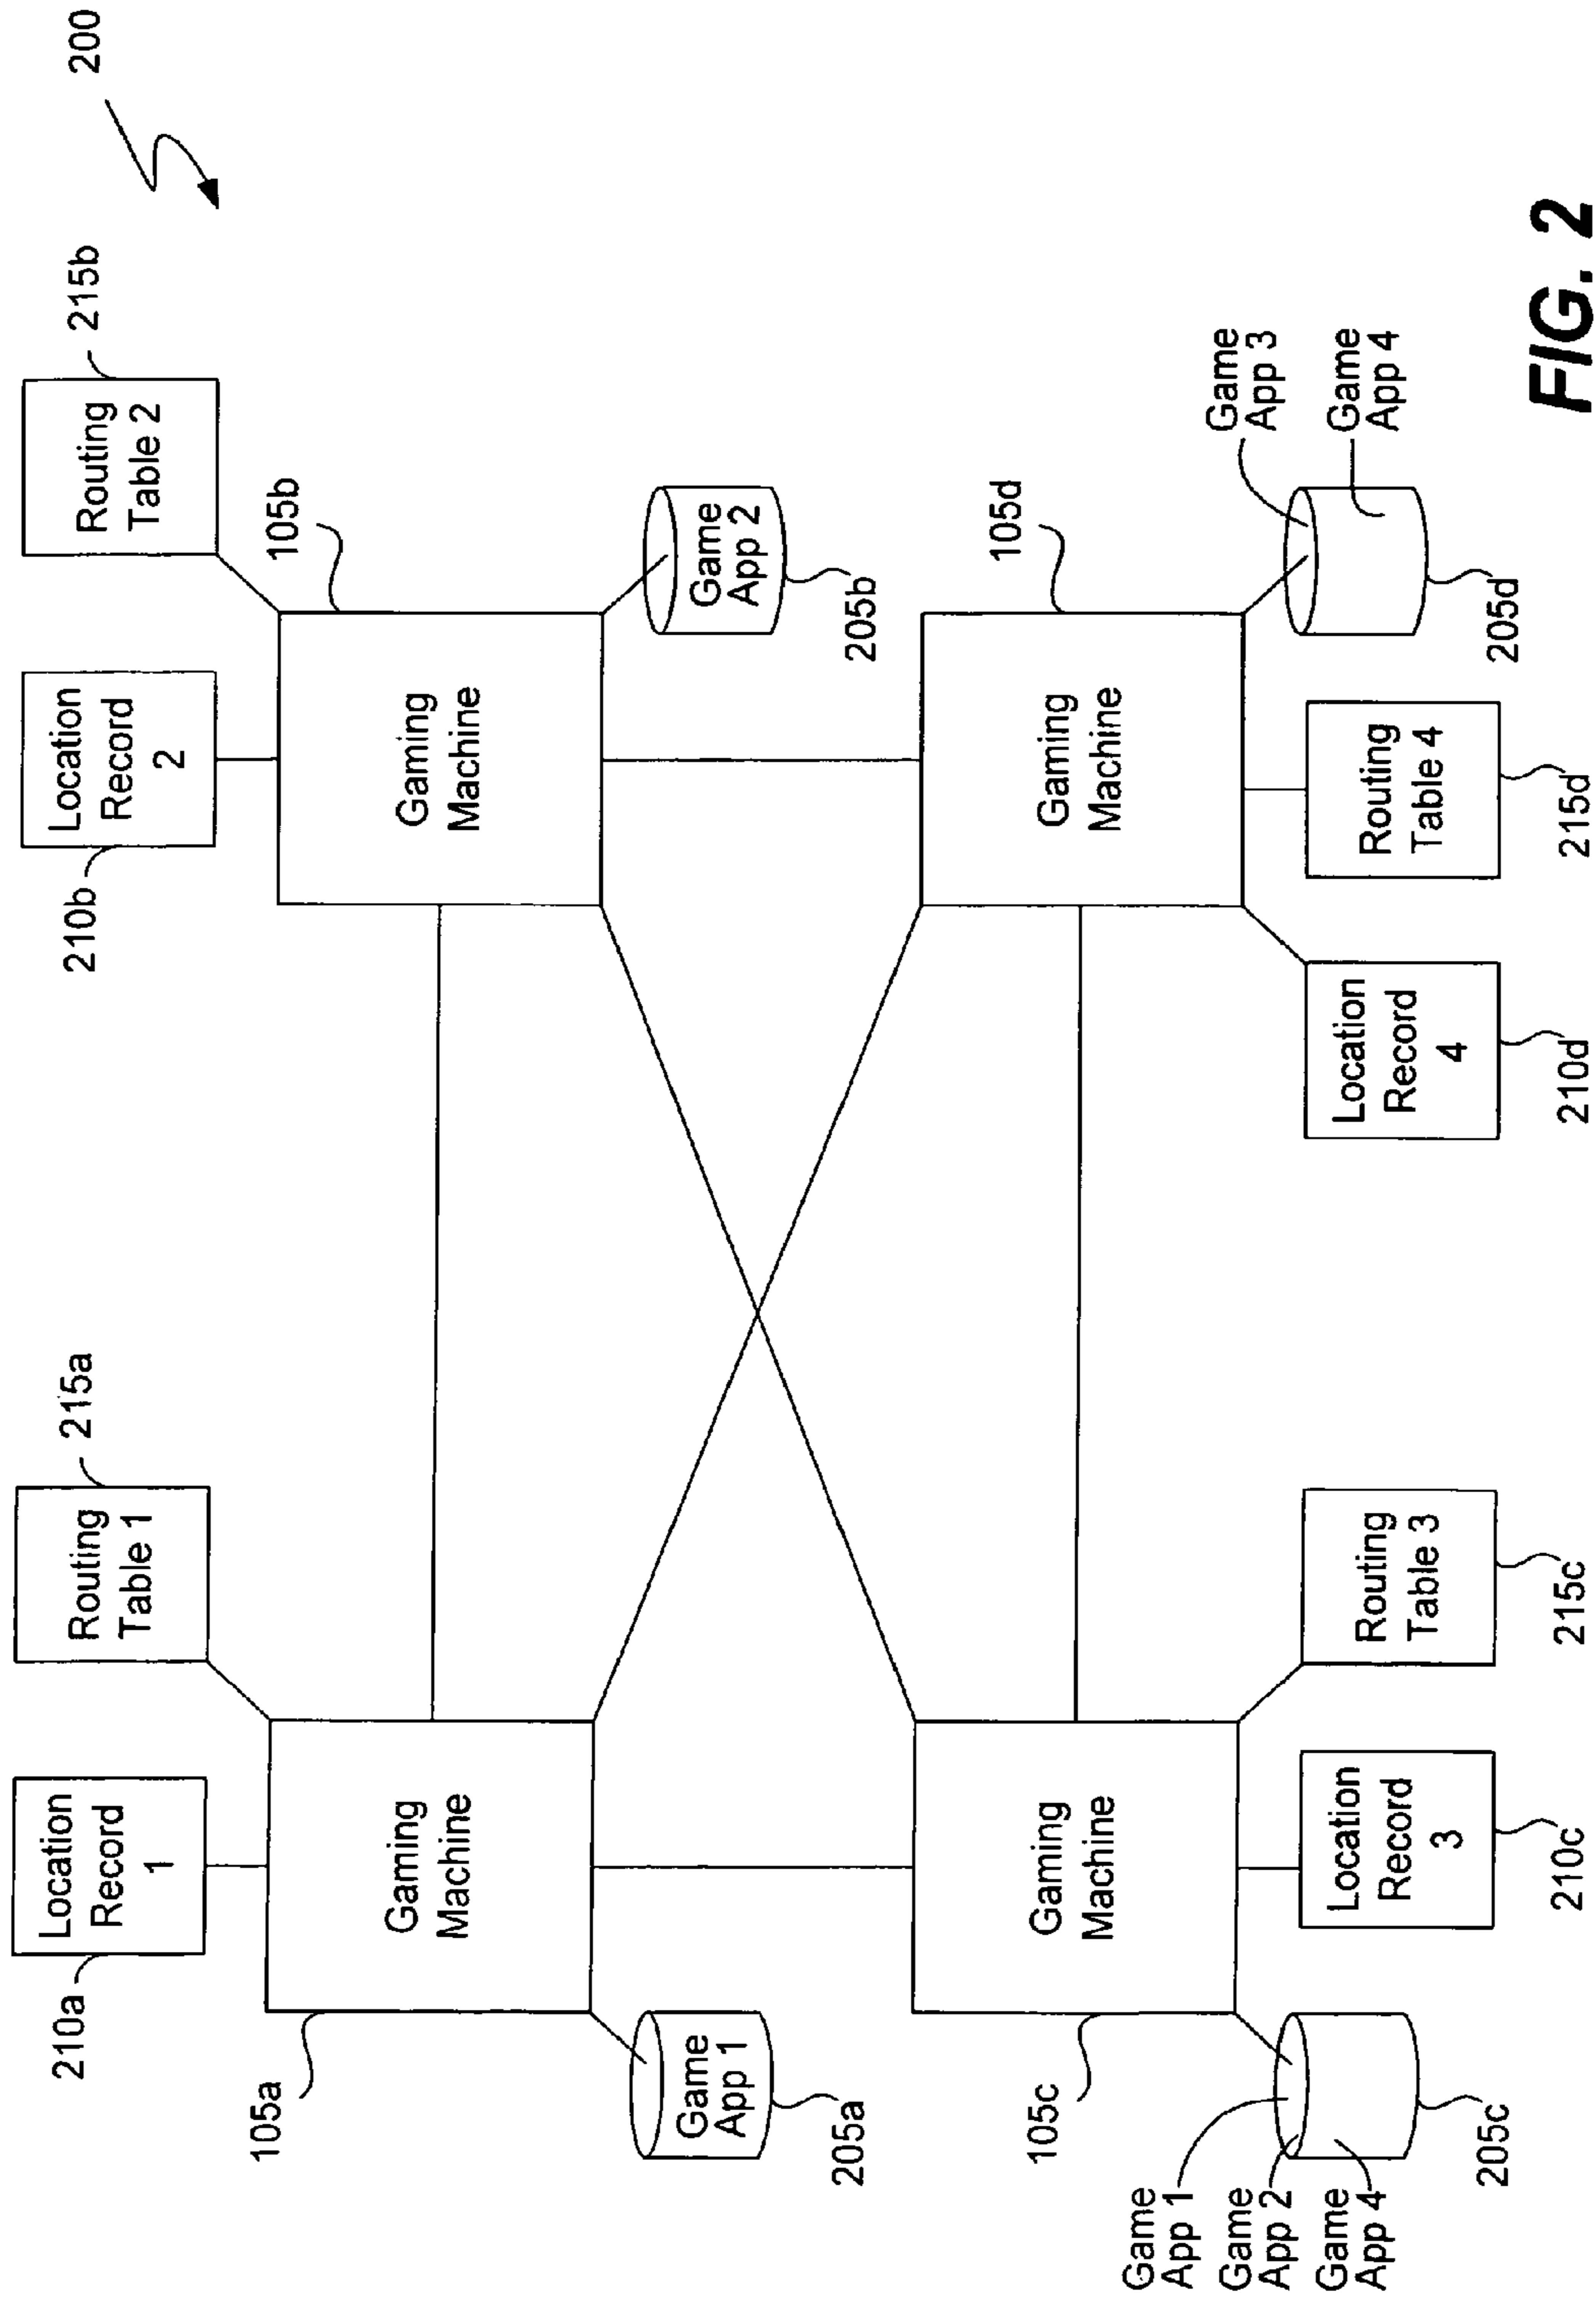 200
Location
Record
1
210a
Routing
Table 1
215a
Location
Record
2
210b
Routing
Table 2
215b
Gaming
Machine
105a
Gaming
Machine
105b
Game
App 1
205a
Game
App 2
205b
Gaming
Machine
105c
Gaming
Machine
105d
Game
App 1
Game
App 2
Game
App 4
205c
Location
Record
3
210c
Routing
Table 3
215c
Location
Record
4
210d
Routing
Table 4
215d
Game
App 3
Game
App 4
205d
FIG. 2